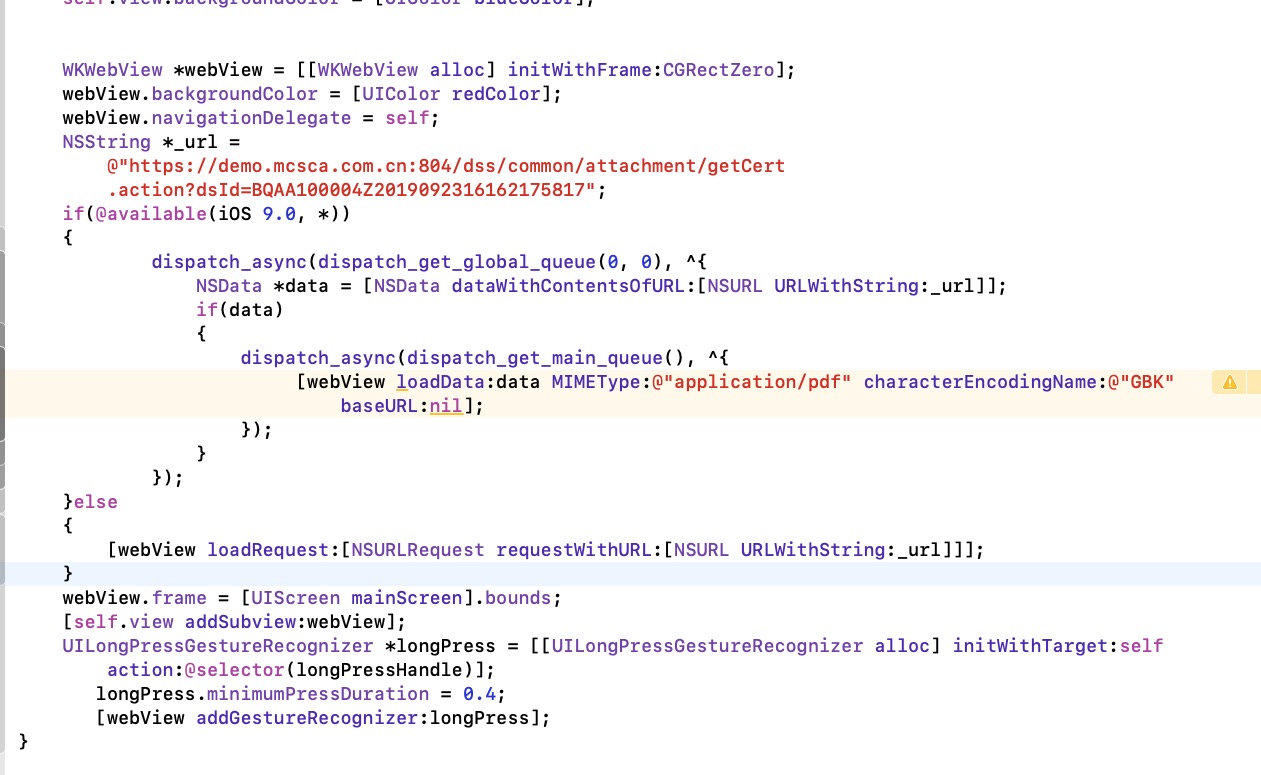 self.view.backgroundColor = [UIColor blueColor];
WKWebView *webView = [[WKWebView alloc] initWithFrame:CGRectZero];
webView.backgroundColor = [UIColor redColor];
webView.navigationDelegate = self;
NSString *_url =
@"https://demo.mcsca.com.cn:804/dss/common/attachment/getCert
.action?dsId=BQAA100004Z2019092316162175817";
if(@available(iOS 9.0, *))
{
dispatch_async(dispatch_get_global_queue(0, 0), ^{
NSData *data = [NSData dataWithContentsOfURL:[NSURL URLWithString:_url]];
if(data)
{
dispatch_async(dispatch_get_main_queue(), ^{
[webView loadData:data MIMEType:@"application/pdf" characterEncodingName:@"GBK"
baseURL:nil];
});
}
});
}else
{
[webView loadRequest:[NSURLRequest requestWithURL:[NSURL URLWithString:_url]]];
}
webView.frame = [UIScreen mainScreen].bounds;
[self.view addSubview:webView];
UILongPressGestureRecognizer *longPress = [[UILongPressGestureRecognizer alloc] initWithTarget:self
action:@selector(longPressHandle)];
longPress.minimumPressDuration = 0.4;
[webView addGestureRecognizer:longPress];
}